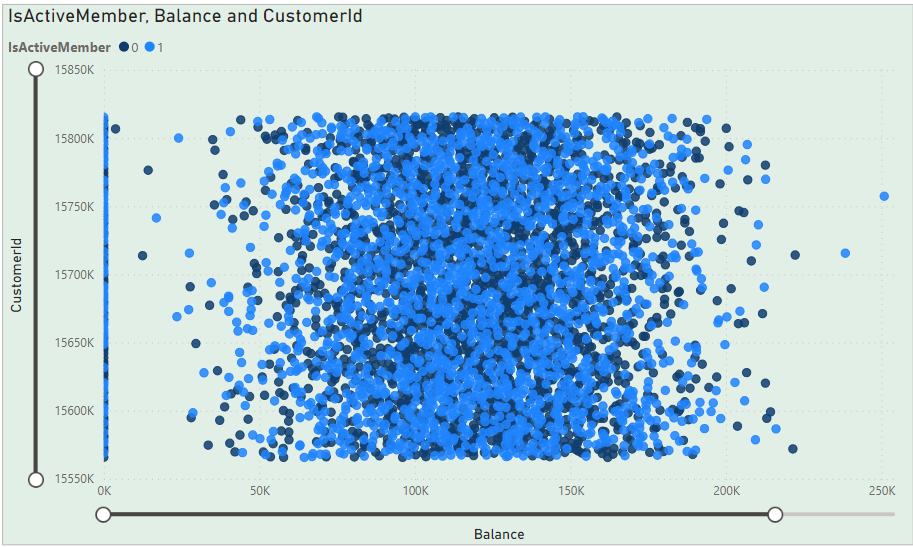 IsActiveMember, Balance and CustomerId
IsActiveMember 0 1
15850K
15800K
15750K
15700K
15650K
15600K
15550K
CustomerId
0K 50K 100K 150K 200K 250K
Balance